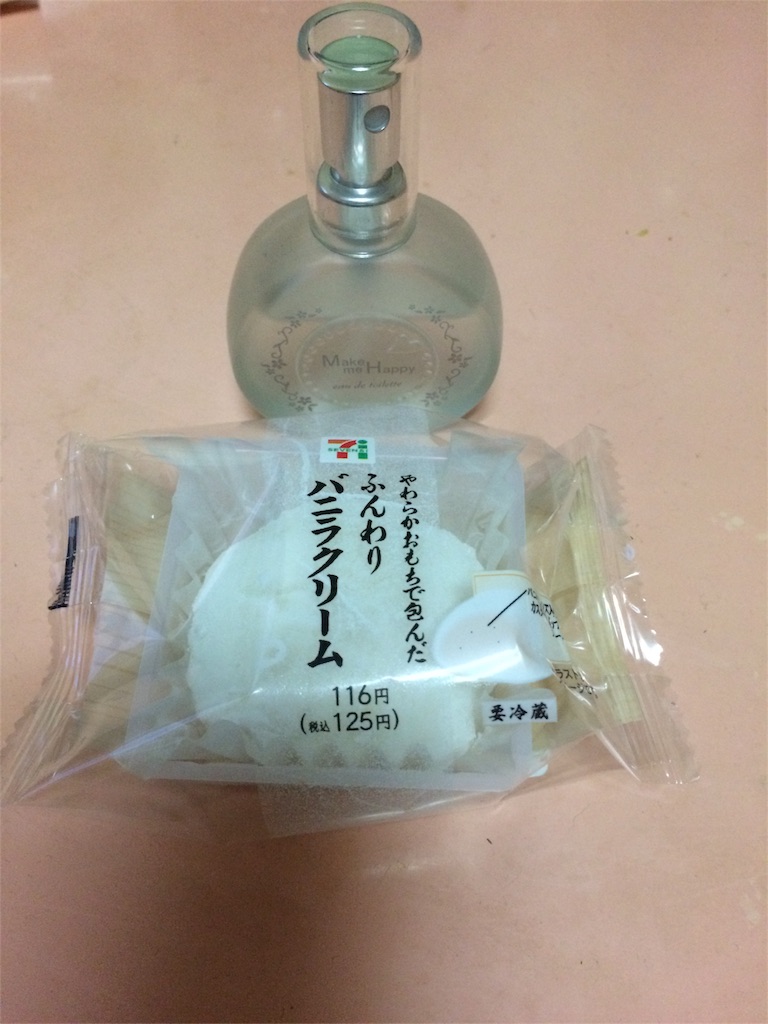 Make
me Happy
eau de toilette
SEVEN & i
やわらかおもちで包んだ
ふんわり
バニラクリーム
116円
(税込125円)
要冷蔵